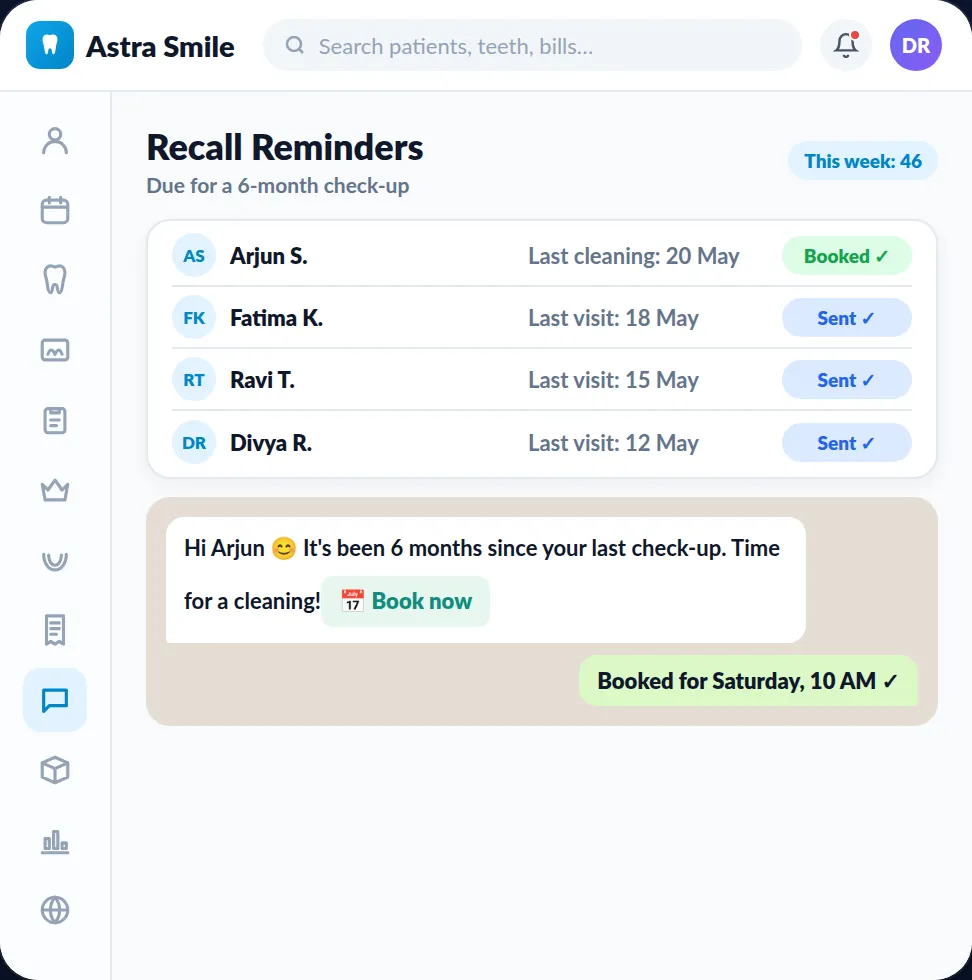 Astra Smile
Search patients, teeth, bills...
DR
Recall Reminders
Due for a 6-month check-up
This week: 46
AS Arjun S. Last cleaning: 20 May Booked ✓
FK Fatima K. Last visit: 18 May Sent ✓
RT Ravi T. Last visit: 15 May Sent ✓
DR Divya R. Last visit: 12 May Sent ✓
Hi Arjun 😊 It's been 6 months since your last check-up. Time
for a cleaning! 📅 Book now
Booked for Saturday, 10 AM ✓